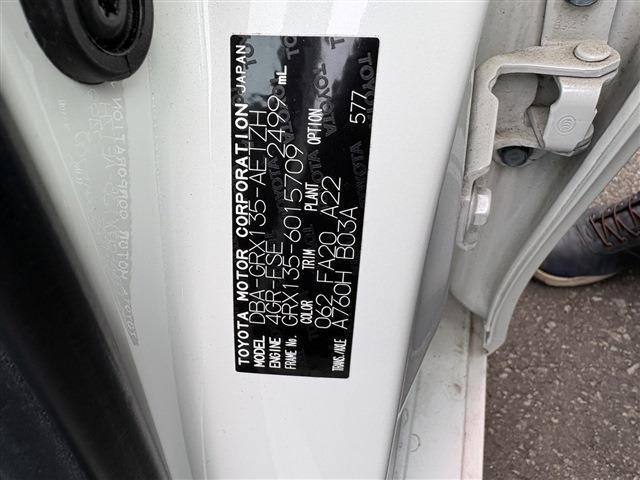 TOYOTA MOTOR CORPORATION JAPAN
MODEL DBA-GRX135-AETZH
ENGINE 4GR-FSE 2499 mL
FRAME No. GRX135-6015709
COLOR TRIM PLANT OPTION
062 FA20 A22 577
TRANS./AXLE A760H B03A